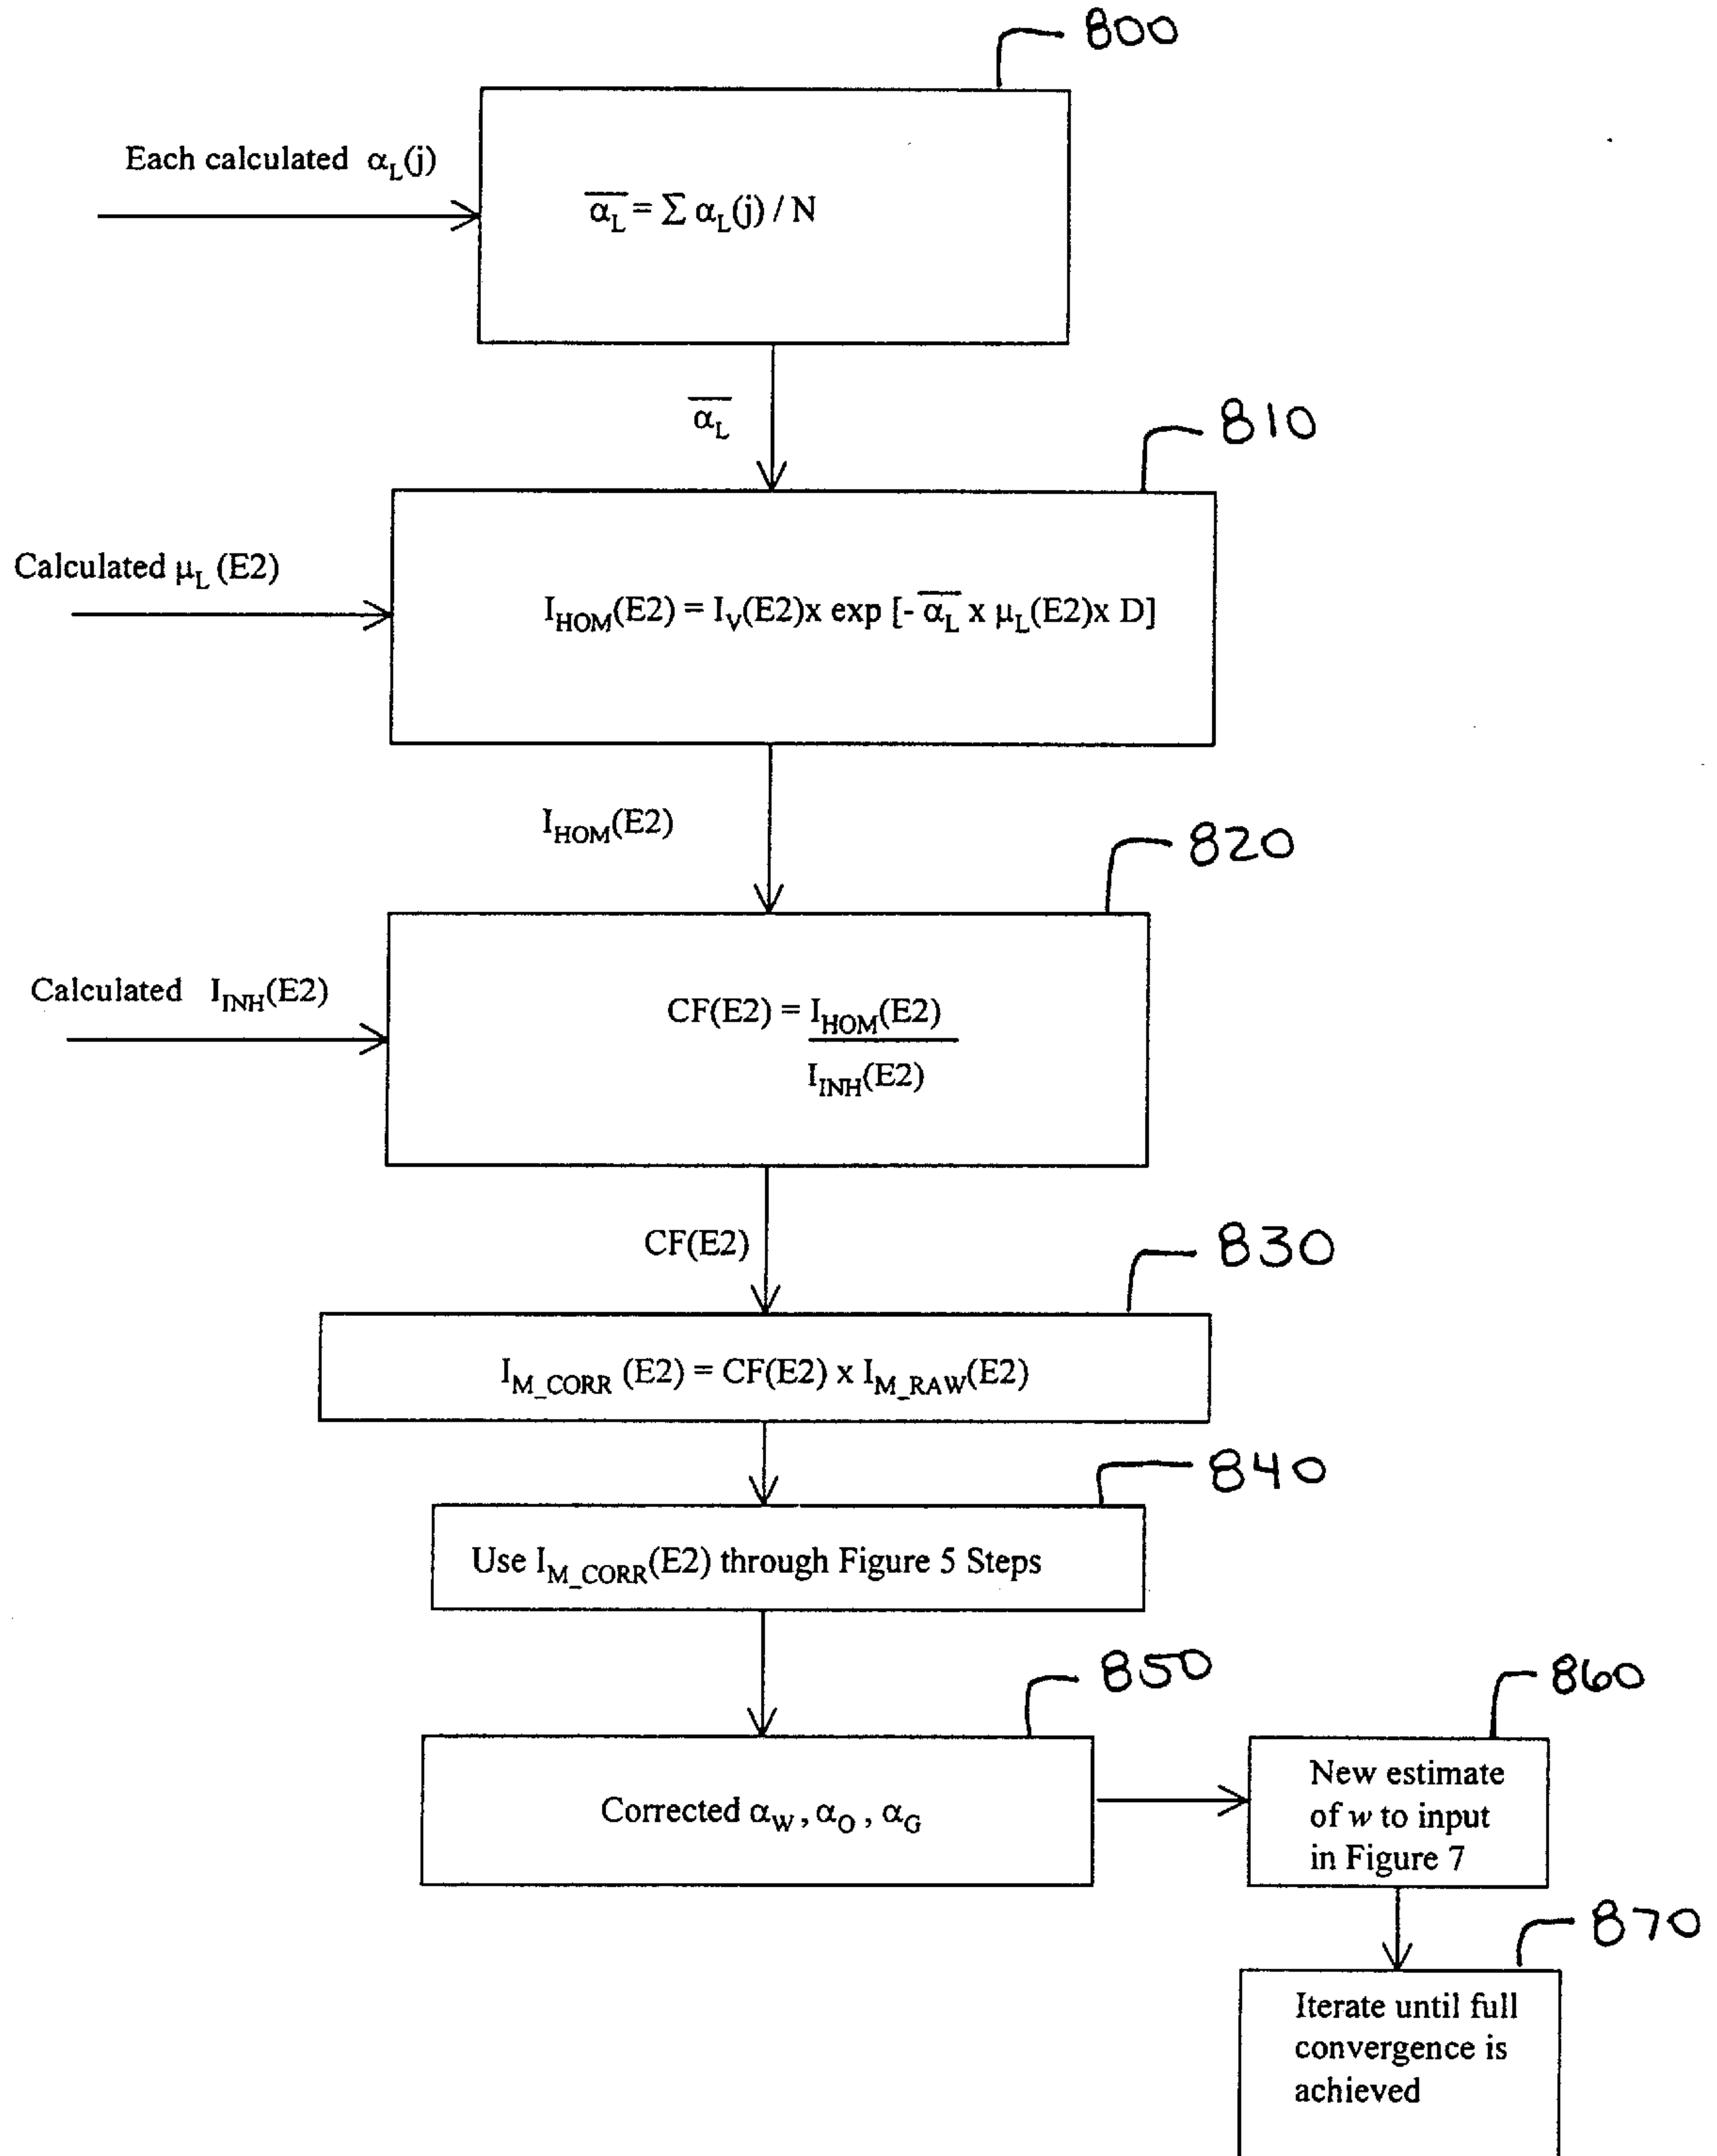 800
Each calculated α_L(j)
α̅_L = Σ α_L(j) / N
α̅_L
810
Calculated μ_L (E2)
I_HOM(E2) = I_V(E2)x exp [- α̅_L x μ_L(E2)x D]
I_HOM(E2)
820
Calculated I_INH(E2)
CF(E2) = I_HOM(E2)
I_INH(E2)
CF(E2)
830
I_M_CORR (E2) = CF(E2) x I_M_RAW(E2)
840
Use I_M_CORR(E2) through Figure 5 Steps
850
860
Corrected α_W , α_O , α_G
New estimate
of w to input
in Figure 7
870
Iterate until full
convergence is
achieved